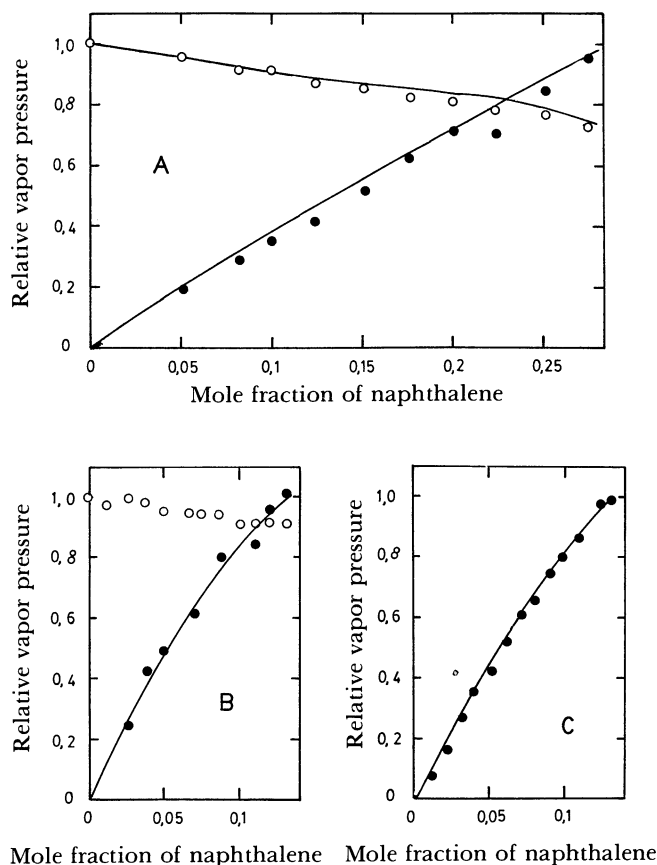 Relative vapor pressure
1,0
0,8
0,6
0,4
0,2
0
A
0 0,05 0,1 0,15 0,2 0,25
Mole fraction of naphthalene
Relative vapor pressure
1,0
0,8
0,6
0,4
0,2
0
B
0 0,05 0,1
Mole fraction of naphthalene
Relative vapor pressure
1,0
0,8
0,6
0,4
0,2
0
C
0 0,05 0,1
Mole fraction of naphthalene